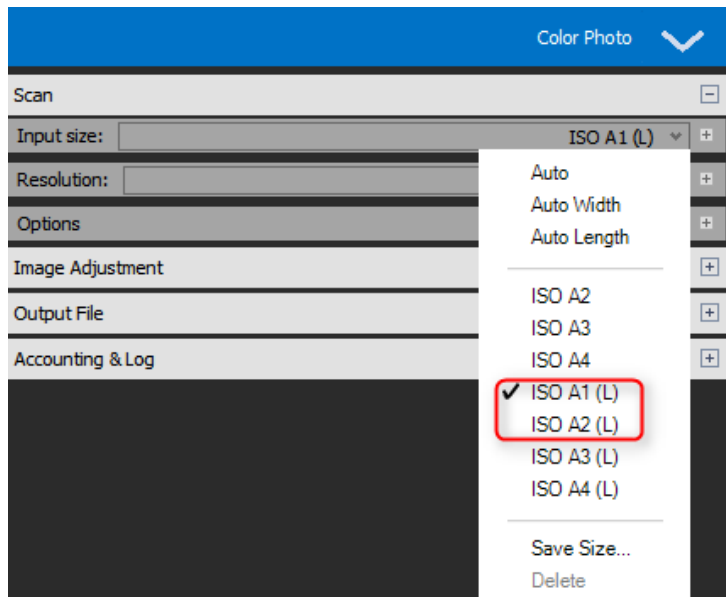 Color Photo
Scan
Input size: ISO A1 (L)
Resolution:
Options
Image Adjustment
Output File
Accounting & Log
Auto
Auto Width
Auto Length
ISO A2
ISO A3
ISO A4
ISO A1 (L)
ISO A2 (L)
ISO A3 (L)
ISO A4 (L)
Save Size...
Delete